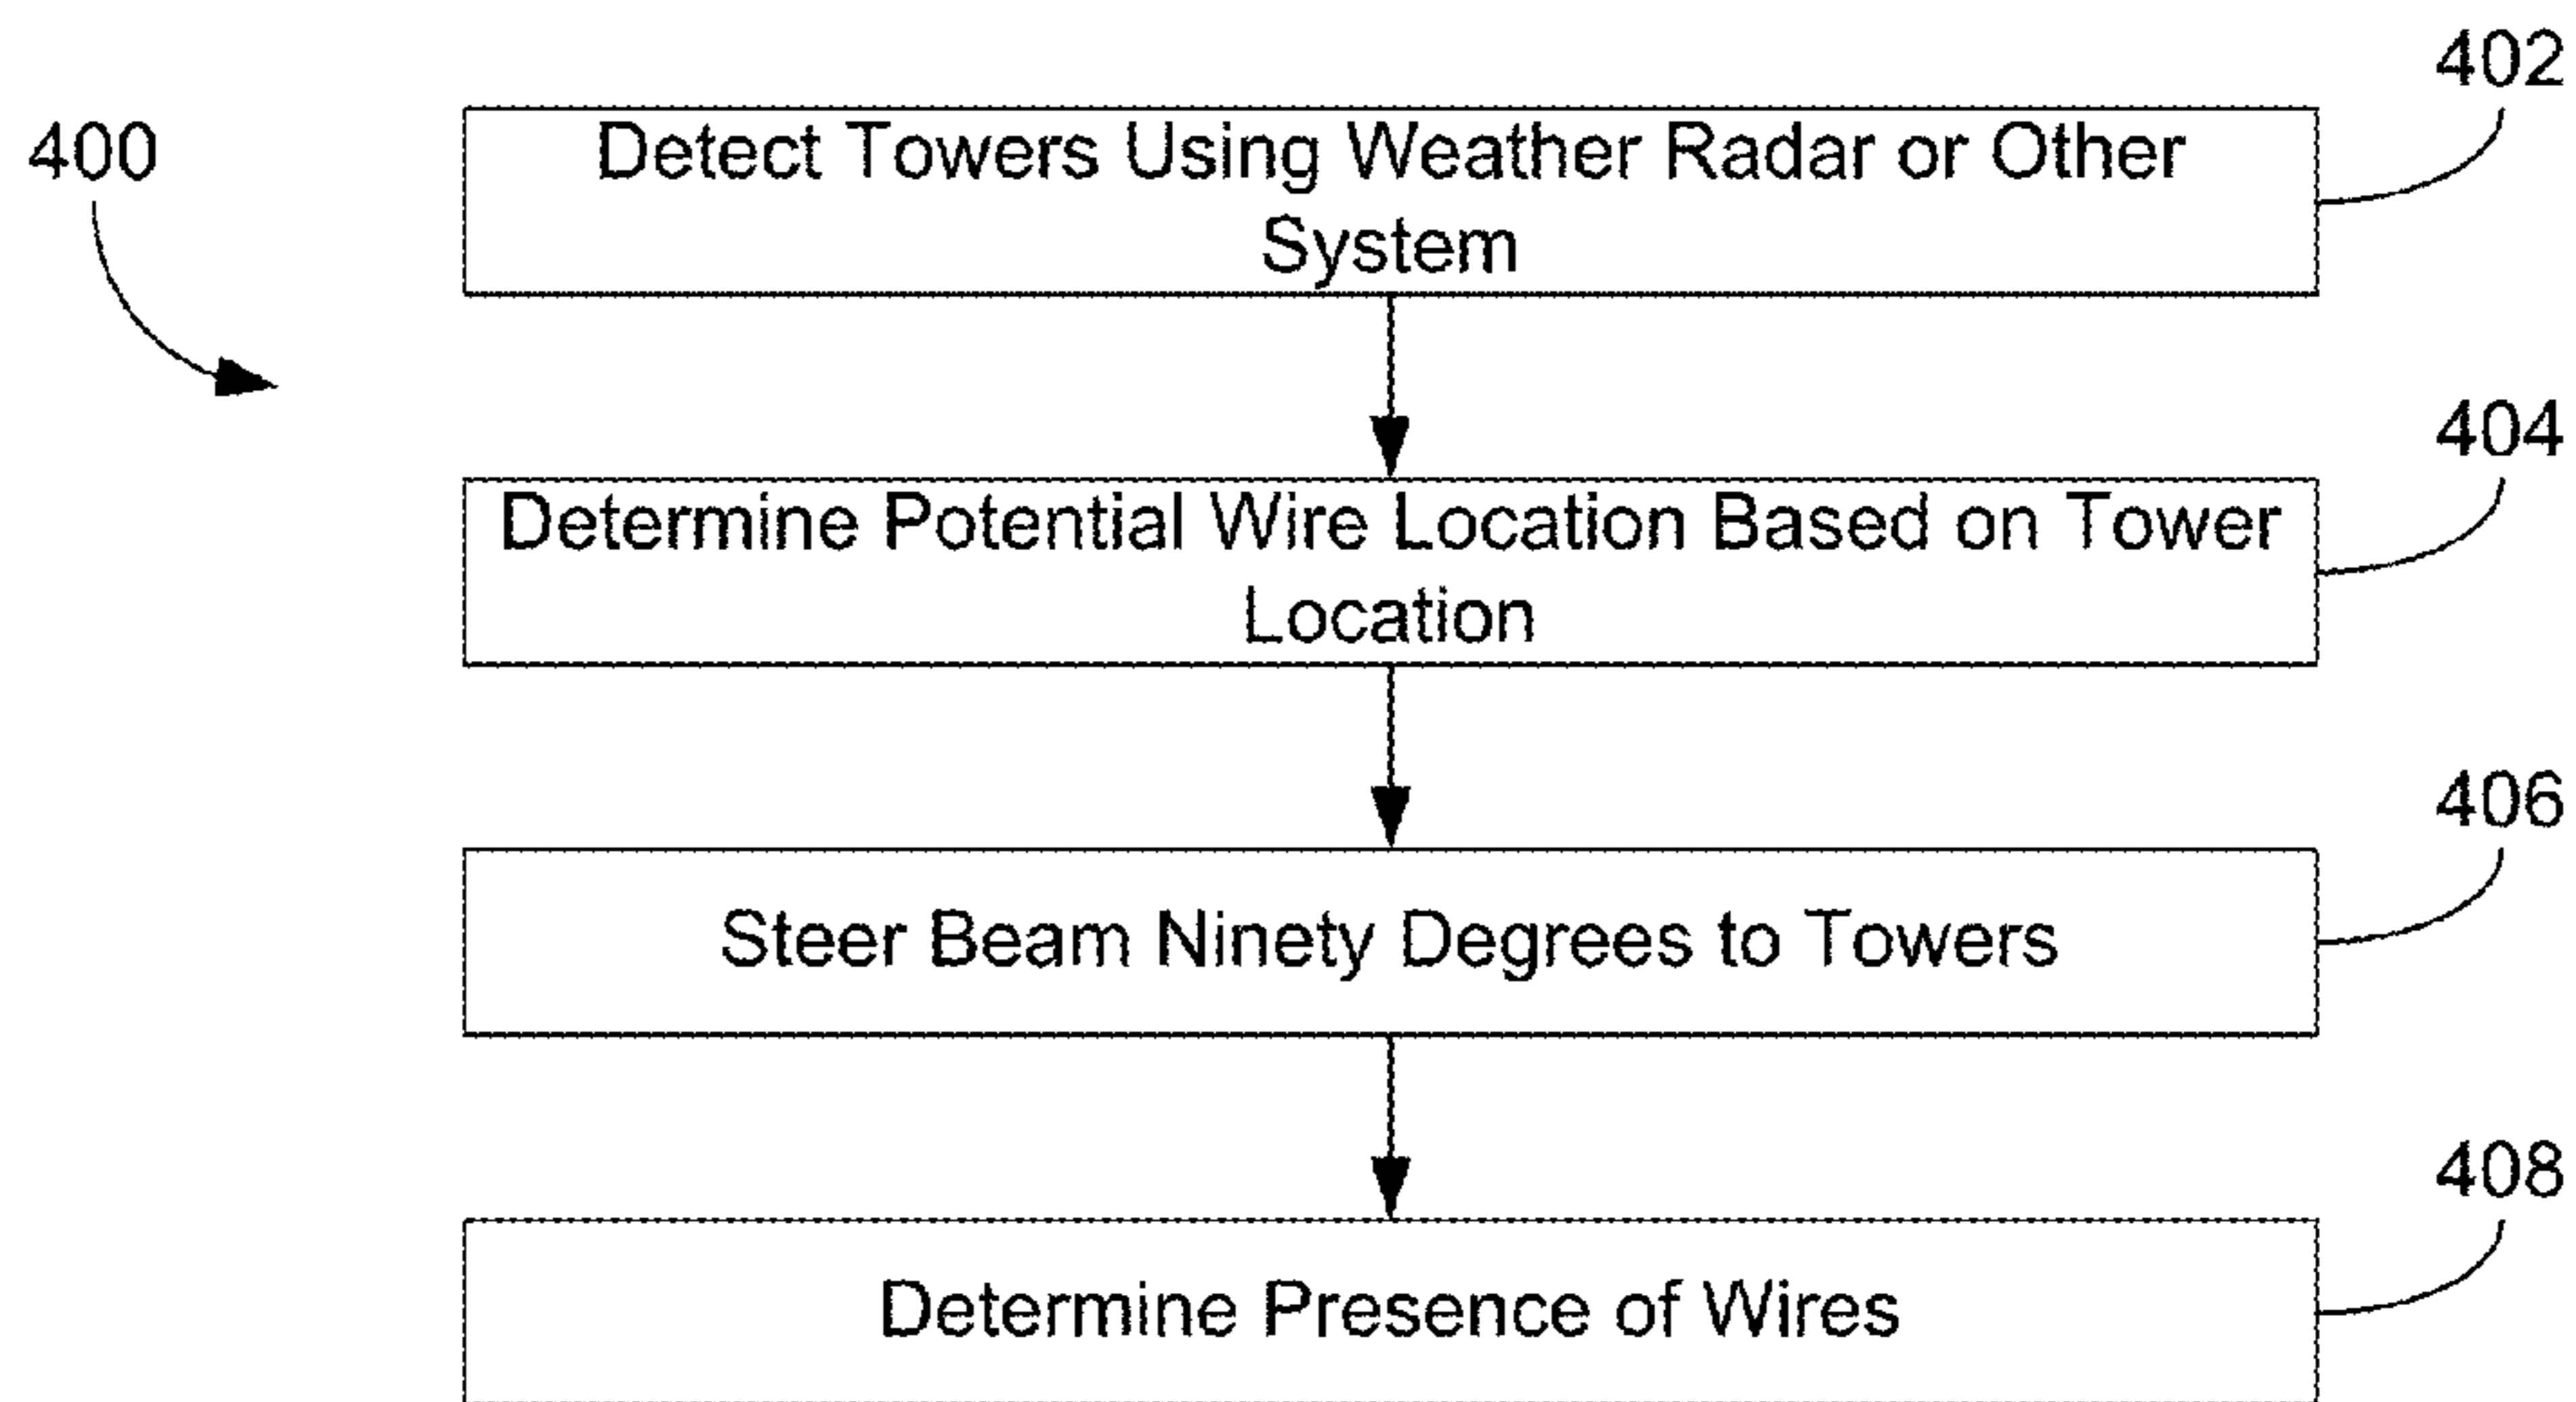 402
400
Detect Towers Using Weather Radar or Other
System
404
Determine Potential Wire Location Based on Tower
Location
406
Steer Beam Ninety Degrees to Towers
408
Determine Presence of Wires